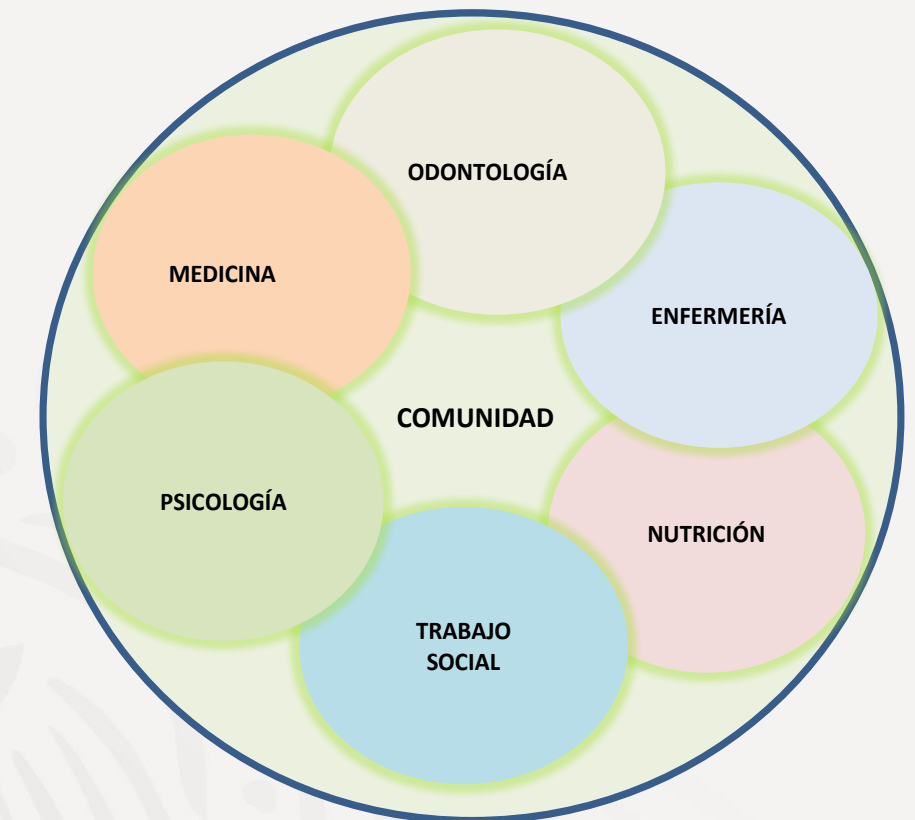 ODONTOLOGÍA
MEDICINA
ENFERMERÍA
COMUNIDAD
PSICOLOGÍA
NUTRICIÓN
TRABAJO
SOCIAL